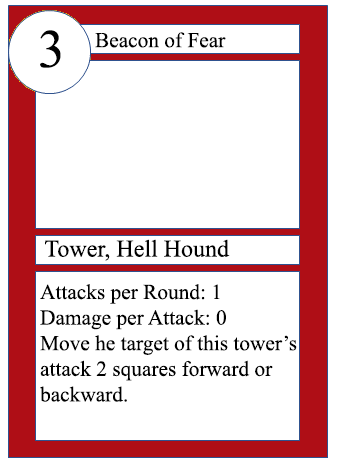 3
Beacon of Fear
Tower, Hell Hound
Attacks per Round: 1
Damage per Attack: 0
Move he target of this tower’s
attack 2 squares forward or
backward.